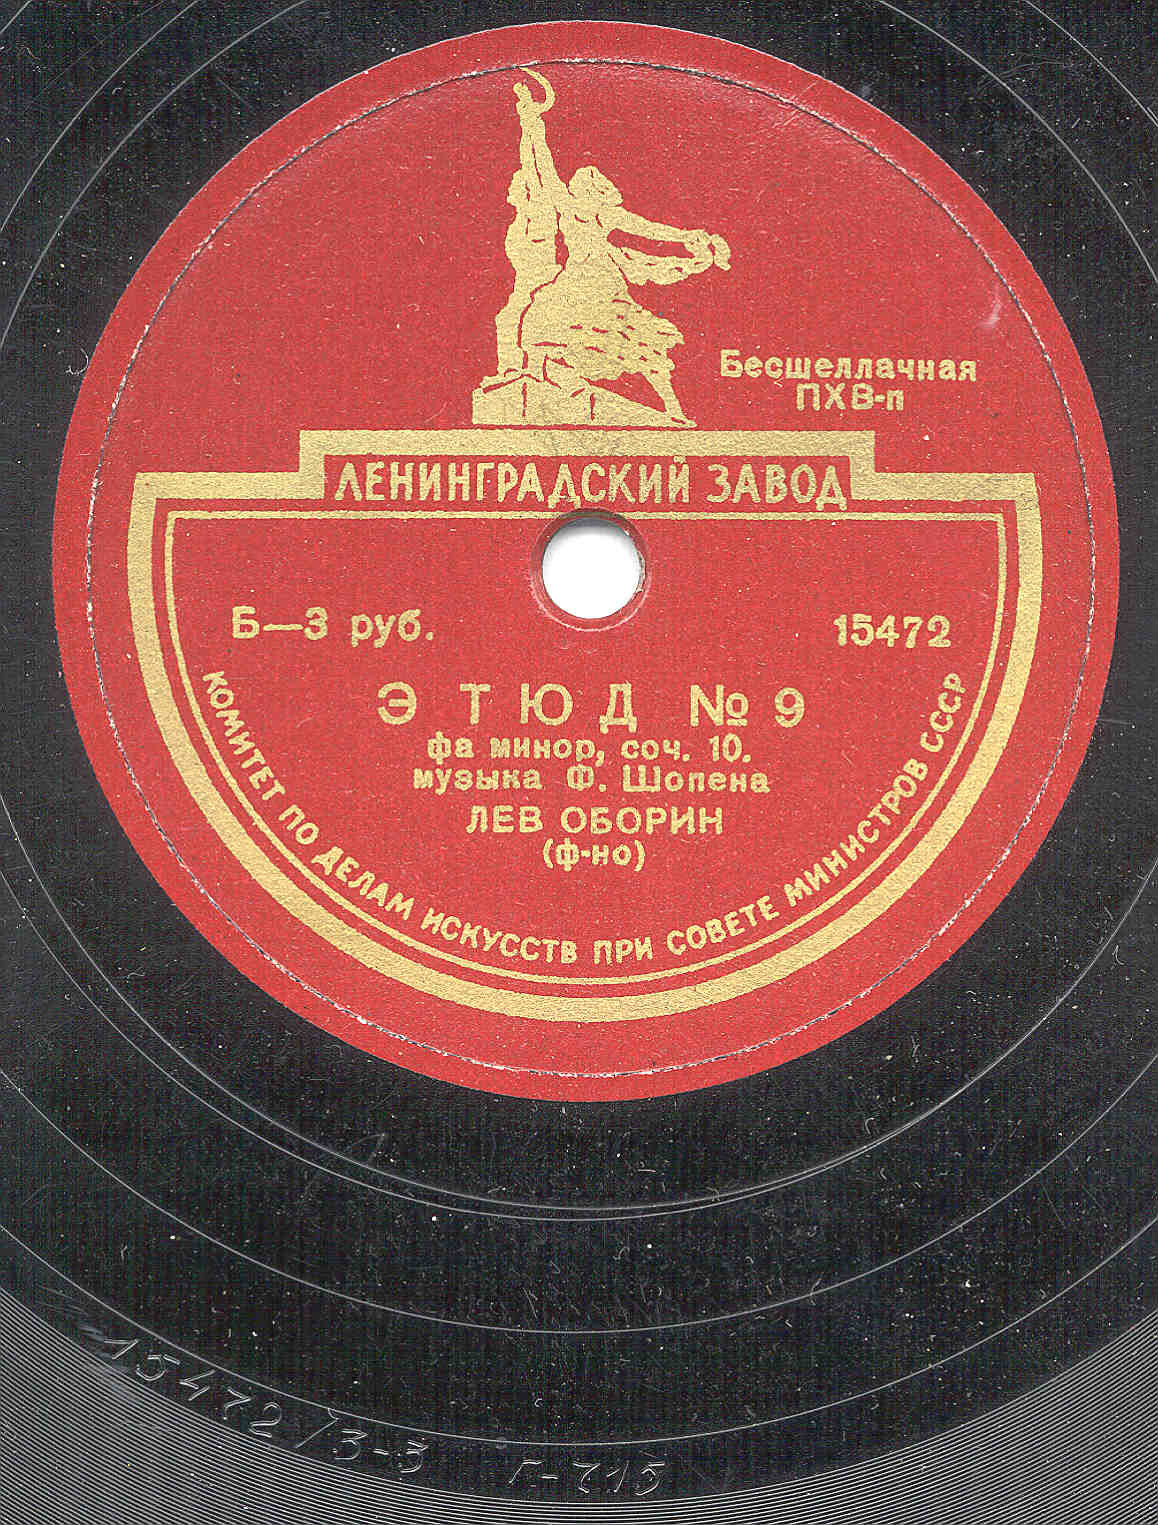 Бесшеллачная
ПХВ-п
ЛЕНИНГРАДСКИЙ ЗАВОД
Б—3 руб.
15472
ЭТЮД № 9
фа минор, соч. 10.
музыка Ф. Шопена
ЛЕВ ОБОРИН
(ф-но)
КОМИТЕТ ПО ДЕЛАМ ИСКУССТВ ПРИ СОВЕТЕ МИНИСТРОВ СССР
15472 /3-3
Г-715